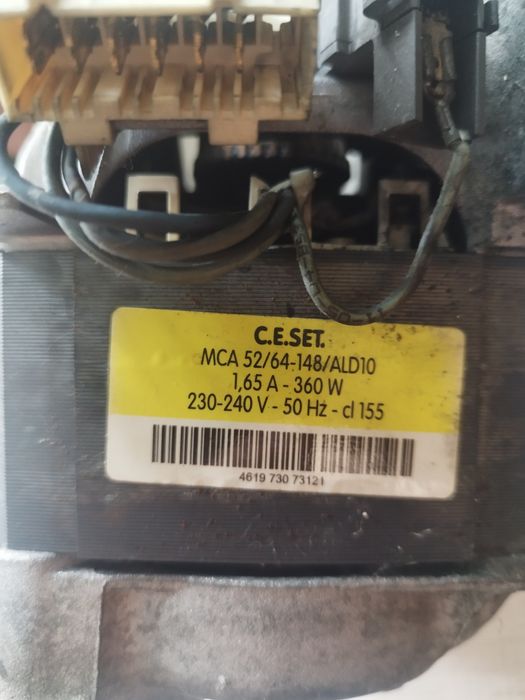 C.E.SET.
MCA 52/64-148/ALD10
1,65 A - 360 W
230-240 V - 50 Hz - cl 155
4619 730 73121